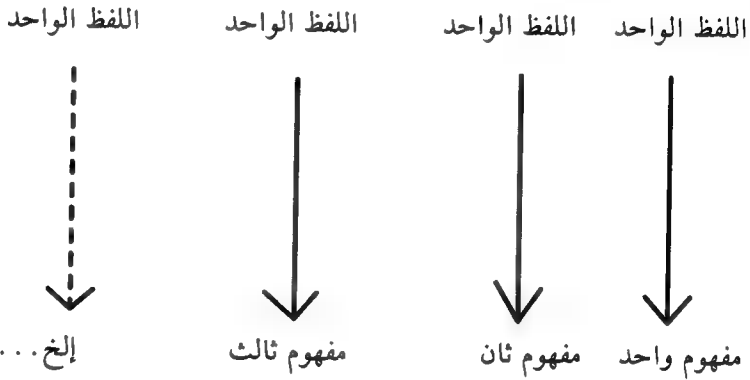 اللفظ الواحد اللفظ الواحد اللفظ الواحد اللفظ الواحد
مفهوم واحد مفهوم ثان مفهوم ثالث إلخ...